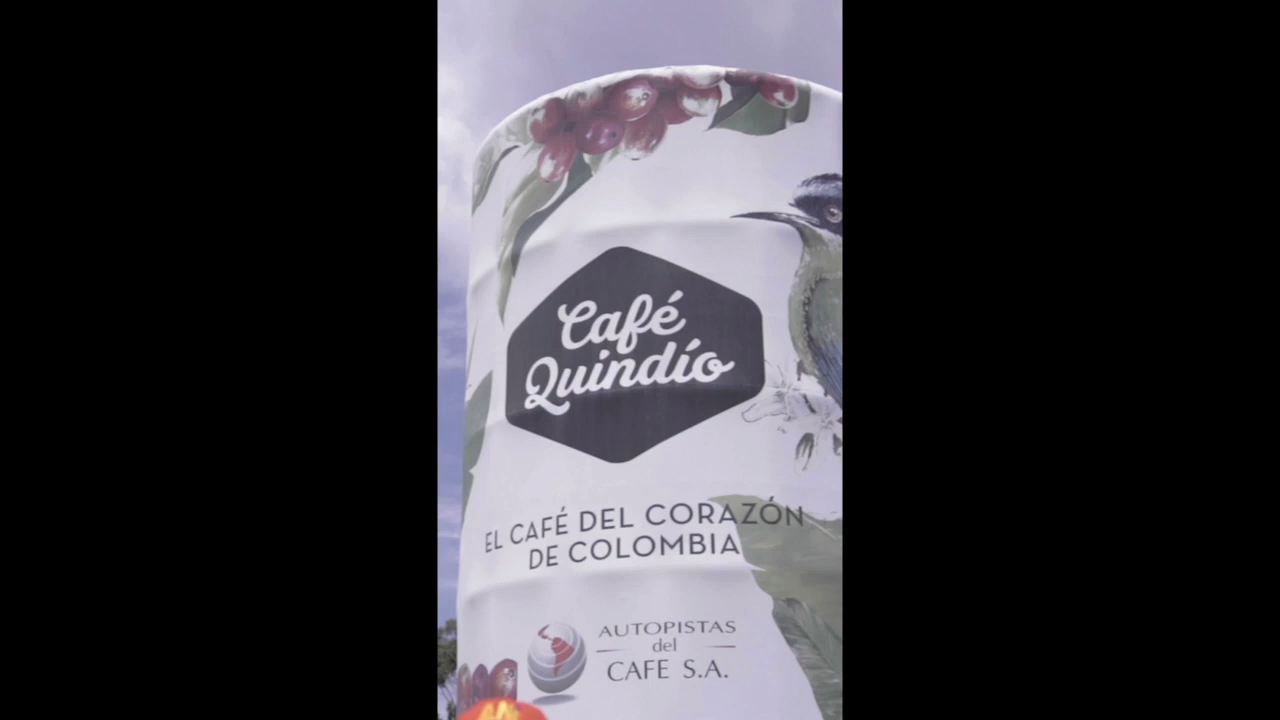 Café
Quindío
EL CAFÉ DEL CORAZÓN
DE COLOMBIA
AUTOPISTAS
del
CAFE S.A.